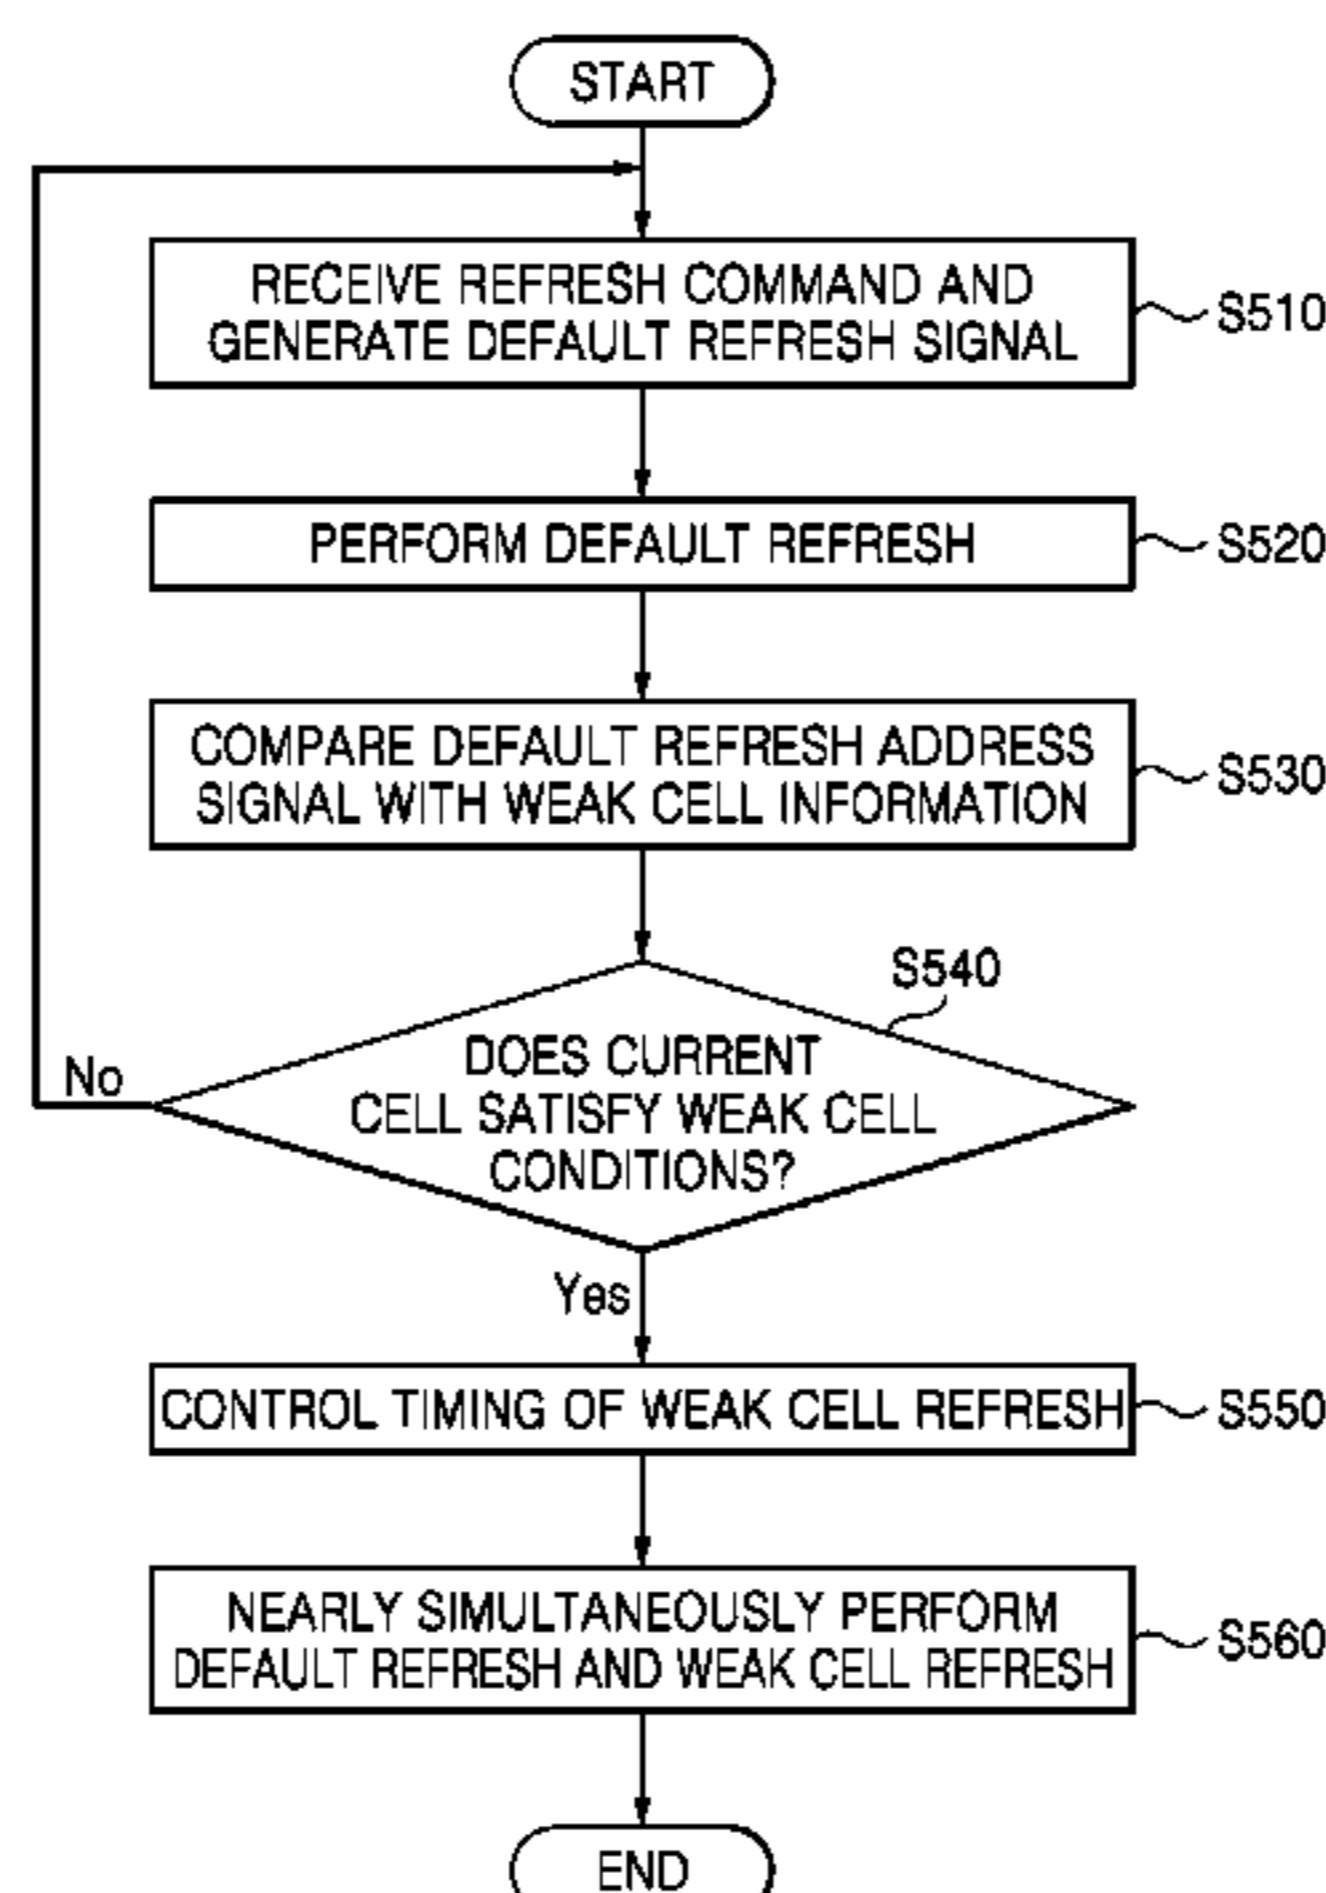 START
RECEIVE REFRESH COMMAND AND
GENERATE DEFAULT REFRESH SIGNAL
S510
PERFORM DEFAULT REFRESH
S520
COMPARE DEFAULT REFRESH ADDRESS
SIGNAL WITH WEAK CELL INFORMATION
S530
S540
DOES CURRENT
CELL SATISFY WEAK CELL
CONDITIONS?
No
Yes
CONTROL TIMING OF WEAK CELL REFRESH
S550
NEARLY SIMULTANEOUSLY PERFORM
DEFAULT REFRESH AND WEAK CELL REFRESH
S560
END